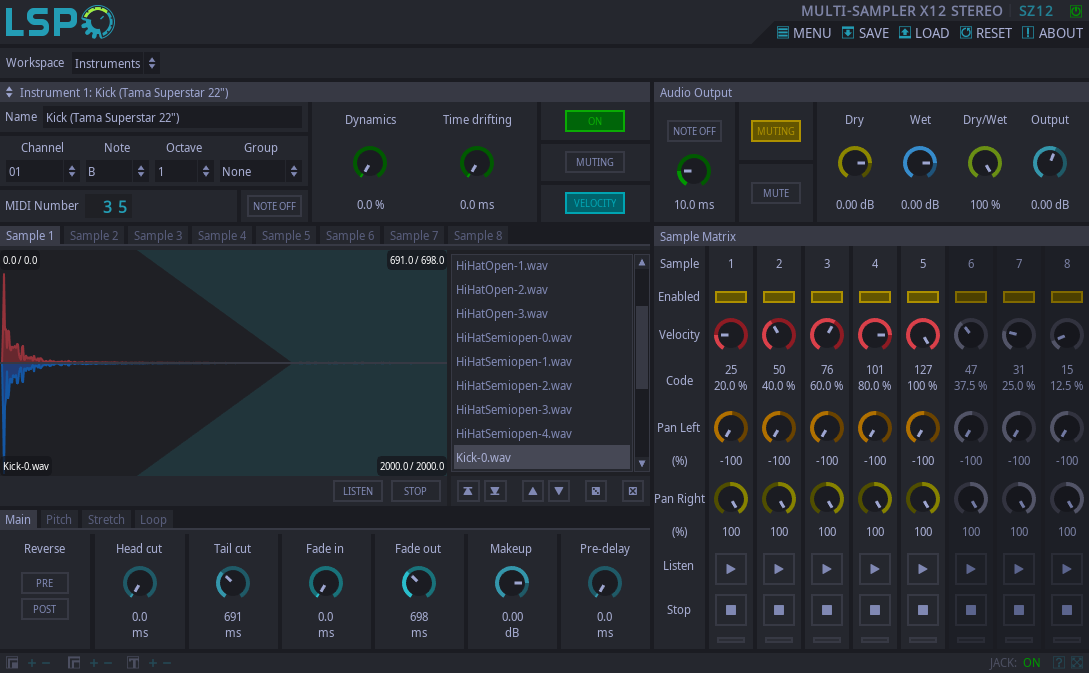 LSP
MULTI-SAMPLER X12 STEREO SZ12
MENU SAVE LOAD RESET ABOUT
Workspace Instruments
Instrument 1: Kick (Tama Superstar 22")
Name Kick (Tama Superstar 22")
Channel Note Octave Group
01 B 1 None
MIDI Number 35 NOTE OFF
Dynamics Time drifting
0.0 % 0.0 ms
ON
MUTING
VELOCITY
Audio Output
NOTE OFF MUTING Dry Wet Dry/Wet Output
10.0 ms MUTE 0.00 dB 0.00 dB 100 % 0.00 dB
Sample 1 Sample 2 Sample 3 Sample 4 Sample 5 Sample 6 Sample 7 Sample 8
0.0 / 0.0 691.0 / 698.0
Kick-0.wav 2000.0 / 2000.0
HiHatOpen-1.wav
HiHatOpen-2.wav
HiHatOpen-3.wav
HiHatSemiopen-0.wav
HiHatSemiopen-1.wav
HiHatSemiopen-2.wav
HiHatSemiopen-3.wav
HiHatSemiopen-4.wav
Kick-0.wav
LISTEN STOP
Main Pitch Stretch Loop
Reverse Head cut Tail cut Fade in Fade out Makeup Pre-delay
PRE
POST
0.0 691 0.0 698 0.00 0.0
ms ms ms ms dB ms
Sample Matrix
Sample 1 2 3 4 5 6 7 8
Enabled
Velocity
25 50 76 101 127 47 31 15
Code
20.0 % 40.0 % 60.0 % 80.0 % 100 % 37.5 % 25.0 % 12.5 %
Pan Left
(%) -100 -100 -100 -100 -100 -100 -100 -100
Pan Right
(%) 100 100 100 100 100 100 100 100
Listen
Stop
JACK: ON ?